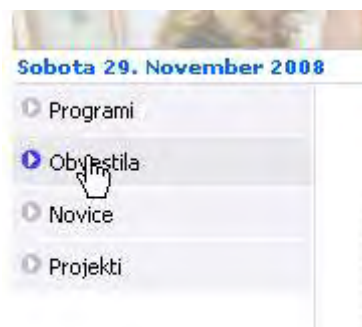 Sobota 29. November 2008
Programi
Obvestila
Novice
Projekti